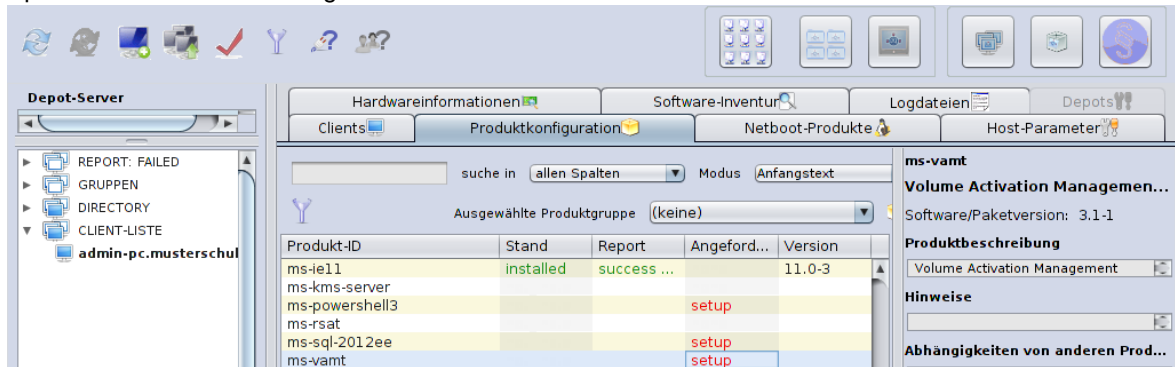 Depot-Server
Hardwareinformationen
Software-Inventur
Logdateien
Depots
Clients
Produktkonfiguration
Netboot-Produkte
Host-Parameter
REPORT: FAILED
GRUPPEN
DIRECTORY
CLIENT-LISTE
admin-pc.musterschul
suche in allen Spalten Modus Anfangstext
Ausgewählte Produktgruppe (keine)
Produkt-ID Stand Report Angeford... Version
ms-ie11 installed success ... 11.0-3
ms-kms-server
ms-powershell3 setup
ms-rsat
ms-sql-2012ee setup
ms-vamt setup
ms-vamt
Volume Activation Managemen...
Software/Paketversion: 3.1-1
Produktbeschreibung
Volume Activation Management
Hinweise
Abhängigkeiten von anderen Prod...